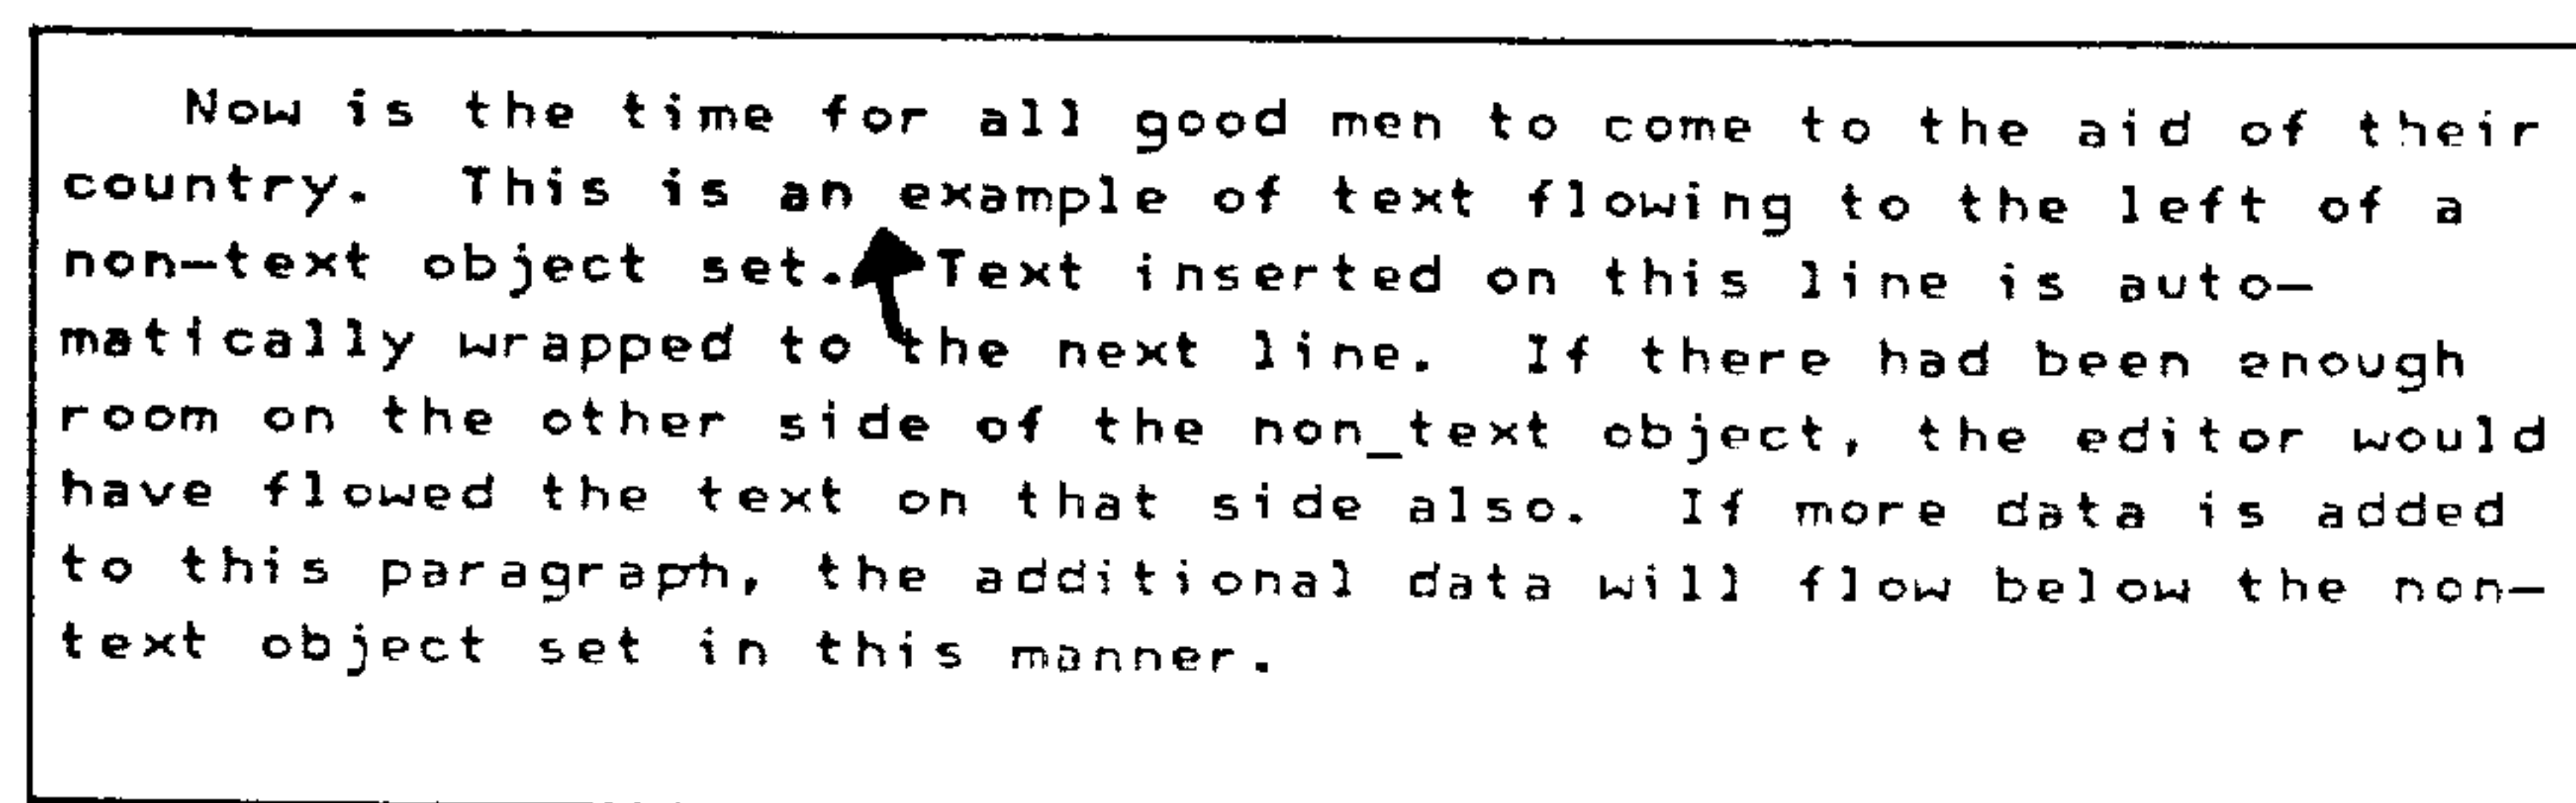 Now is the time for all good men to come to the aid of their
country.  This is an example of text flowing to the left of a
non-text object set.  Text inserted on this line is auto-
matically wrapped to the next line.  If there had been enough
room on the other side of the non_text object, the editor would
have flowed the text on that side also.  If more data is added
to this paragraph, the additional data will flow below the non-
text object set in this manner.